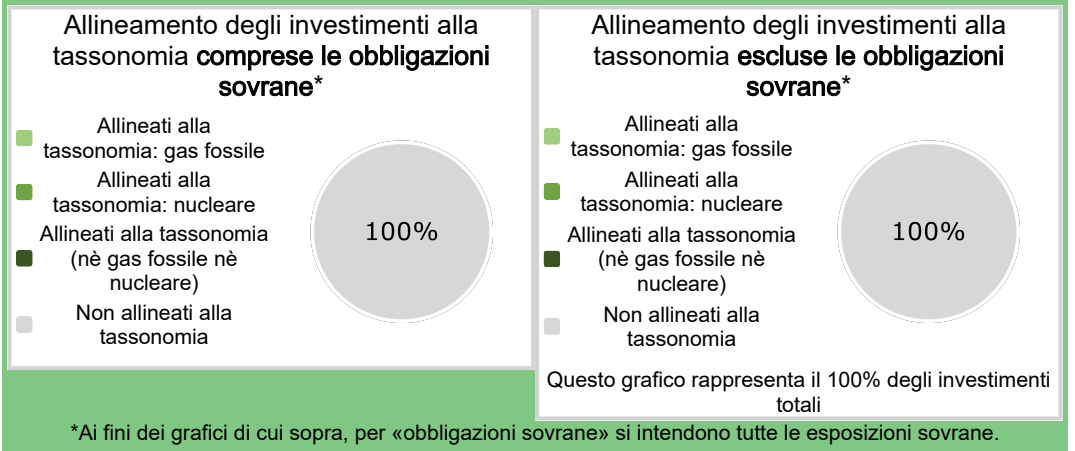 Allineamento degli investimenti alla
tassonomia comprese le obbligazioni
sovrane*
Allineati alla
tassonomia: gas fossile
Allineati alla
tassonomia: nucleare
Allineati alla tassonomia
(nè gas fossile nè
nucleare)
Non allineati alla
tassonomia
100%
Allineamento degli investimenti alla
tassonomia escluse le obbligazioni
sovrane*
Allineati alla
tassonomia: gas fossile
Allineati alla
tassonomia: nucleare
Allineati alla tassonomia
(nè gas fossile nè
nucleare)
Non allineati alla
tassonomia
100%
Questo grafico rappresenta il 100% degli investimenti
totali
*Ai fini dei grafici di cui sopra, per «obbligazioni sovrane» si intendono tutte le esposizioni sovrane.